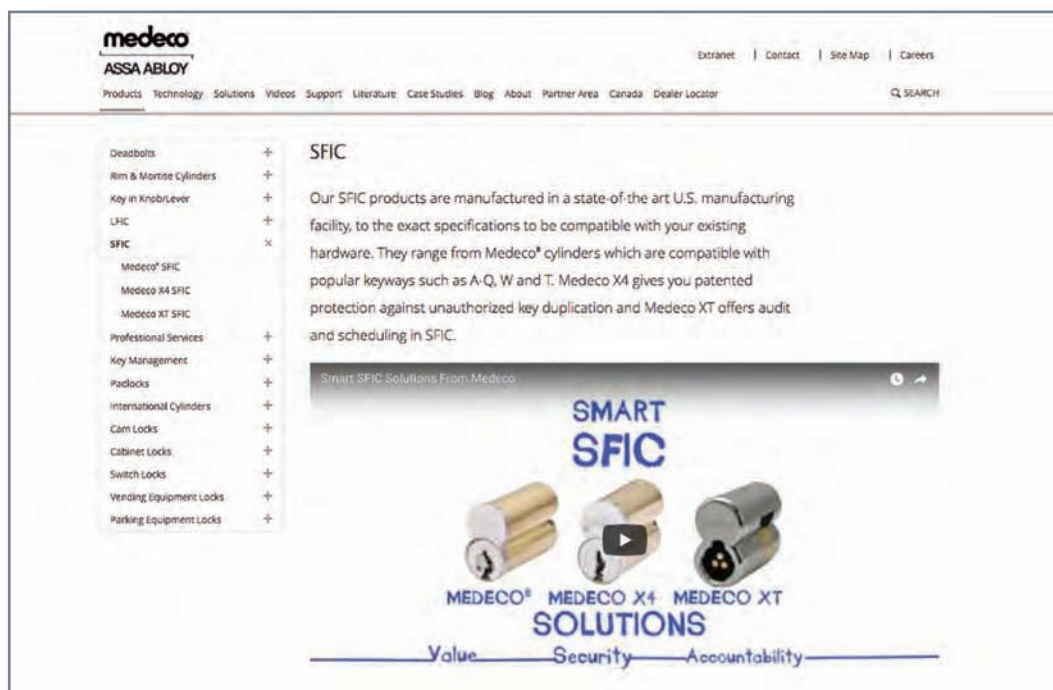 medeco
ASSA ABLOY
Extranet | Contact | Site Map | Careers
Products Technology Solutions Videos Support Literature Case Studies Blog About Partner Area Canada Dealer Locator SEARCH
Deadbolts +
Rim & Mortise Cylinders +
Key in Knob/Lever +
LFIC +
SFIC ×
Medeco® SFIC
Medeco X4 SFIC
Medeco XT SFIC
Professional Services +
Key Management +
Padlocks +
International Cylinders +
Cam Locks +
Cabinet Locks +
Switch Locks +
Vending Equipment Locks +
Parking Equipment Locks +
SFIC
Our SFIC products are manufactured in a state-of-the art U.S. manufacturing
facility, to the exact specifications to be compatible with your existing
hardware. They range from Medeco® cylinders which are compatible with
popular keyways such as A-Q, W and T. Medeco X4 gives you patented
protection against unauthorized key duplication and Medeco XT offers audit
and scheduling in SFIC.
Smart SFIC Solutions From Medeco
SMART
SFIC
MEDECO® MEDECO X4 MEDECO XT
SOLUTIONS
Value Security Accountability